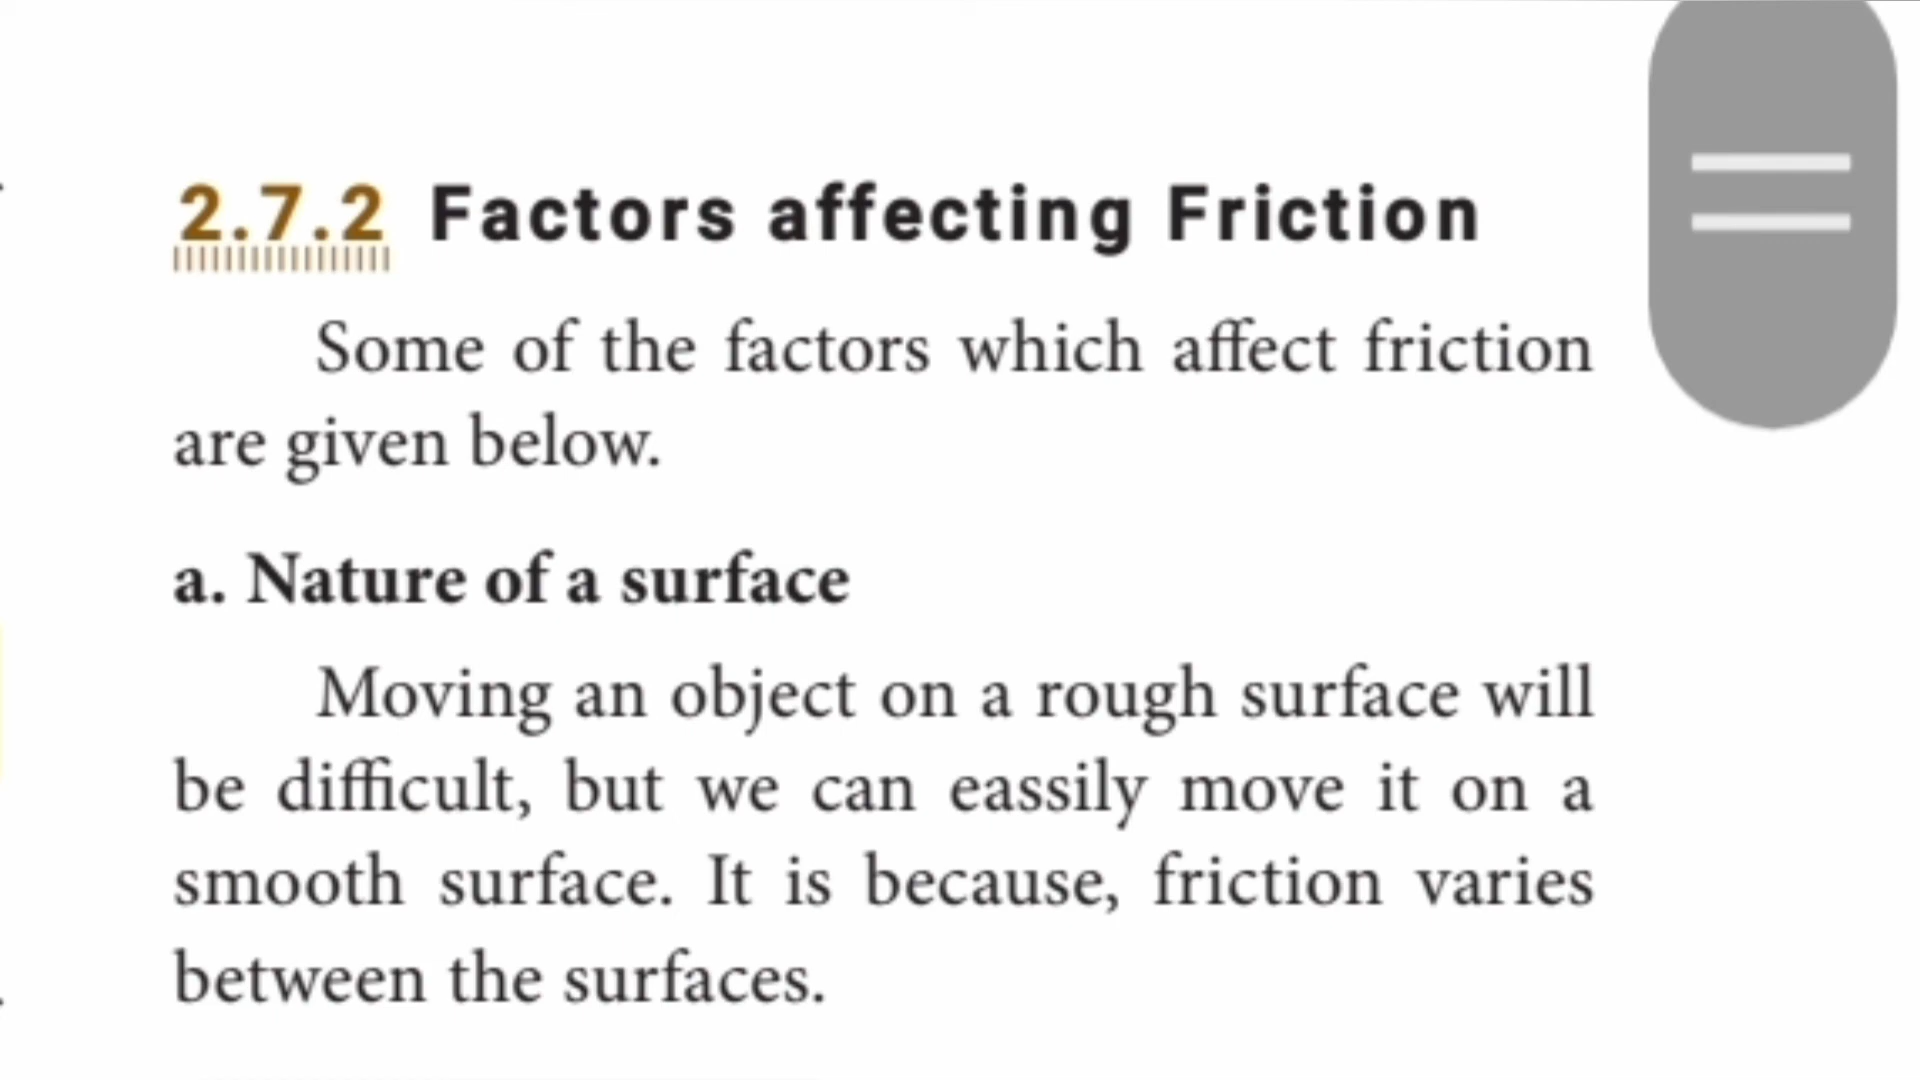 2.7.2 Factors affecting Friction
Some of the factors which affect friction
are given below.
a. Nature of a surface
Moving an object on a rough surface will
be difficult, but we can eassily move it on a
smooth surface. It is because, friction varies
between the surfaces.